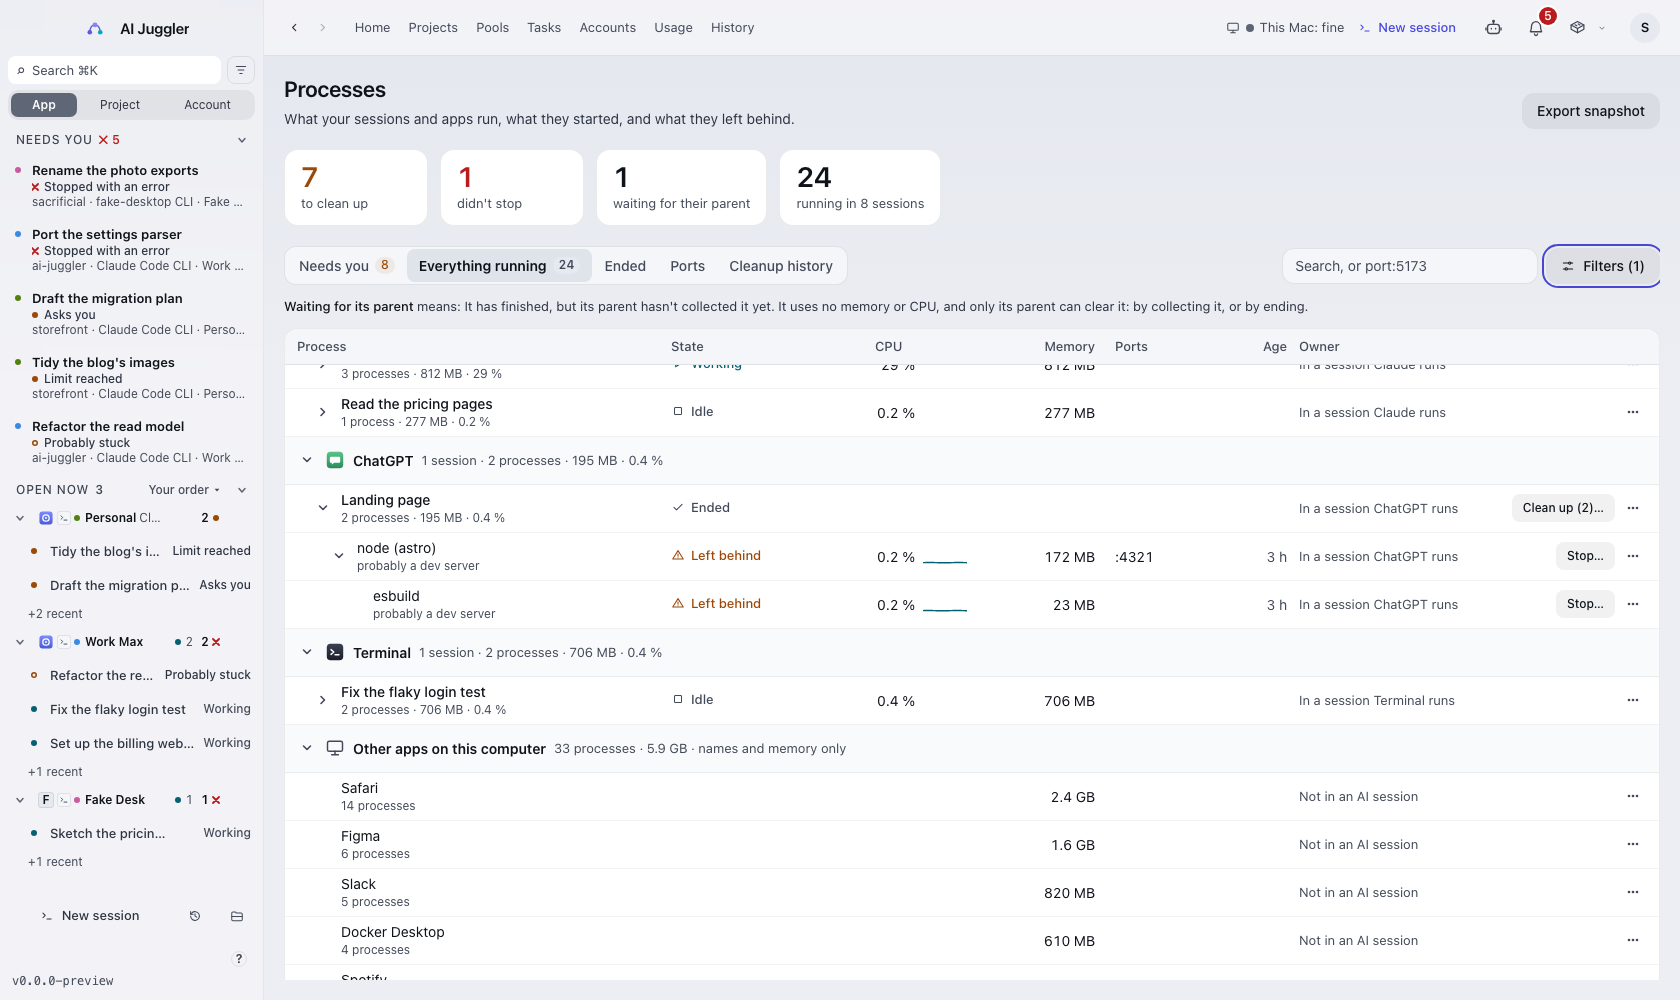 AI Juggler
Search ⌘K
App Project Account
NEEDS YOU ✕ 5
Rename the photo exports
Stopped with an error
sacrificial · fake-desktop CLI · Fake ...
Port the settings parser
Stopped with an error
ai-juggler · Claude Code CLI · Work ...
Draft the migration plan
Asks you
storefront · Claude Code CLI · Perso...
Tidy the blog's images
Limit reached
storefront · Claude Code CLI · Perso...
Refactor the read model
Probably stuck
ai-juggler · Claude Code CLI · Work ...
OPEN NOW 3 Your order
Personal Cl... 2
Tidy the blog's i... Limit reached
Draft the migration p... Asks you
+2 recent
Work Max 2 2
Refactor the re... Probably stuck
Fix the flaky login test Working
Set up the billing web... Working
+1 recent
F Fake Desk 1 1
Sketch the pricin... Working
+1 recent
New session
?
v0.0.0-preview
Home Projects Pools Tasks Accounts Usage History
This Mac: fine New session 5 S
Processes
What your sessions and apps run, what they started, and what they left behind.
Export snapshot
7 to clean up
1 didn't stop
1 waiting for their parent
24 running in 8 sessions
Needs you 8 Everything running 24 Ended Ports Cleanup history
Search, or port:5173 Filters (1)
Waiting for its parent means: It has finished, but its parent hasn't collected it yet. It uses no memory or CPU, and only its parent can clear it: by collecting it, or by ending.
Process State CPU Memory Ports Age Owner
Working 29 % 812 MB In a session Claude runs
3 processes · 812 MB · 29 %
Read the pricing pages Idle 0.2 % 277 MB In a session Claude runs
1 process · 277 MB · 0.2 %
ChatGPT 1 session · 2 processes · 195 MB · 0.4 %
Landing page Ended In a session ChatGPT runs Clean up (2)...
2 processes · 195 MB · 0.4 %
node (astro) Left behind 0.2 % 172 MB :4321 3 h In a session ChatGPT runs Stop...
probably a dev server
esbuild Left behind 0.2 % 23 MB 3 h In a session ChatGPT runs Stop...
probably a dev server
Terminal 1 session · 2 processes · 706 MB · 0.4 %
Fix the flaky login test Idle 0.4 % 706 MB In a session Terminal runs
2 processes · 706 MB · 0.4 %
Other apps on this computer 33 processes · 5.9 GB · names and memory only
Safari 2.4 GB Not in an AI session
14 processes
Figma 1.6 GB Not in an AI session
6 processes
Slack 820 MB Not in an AI session
5 processes
Docker Desktop 610 MB Not in an AI session
4 processes
Spotify